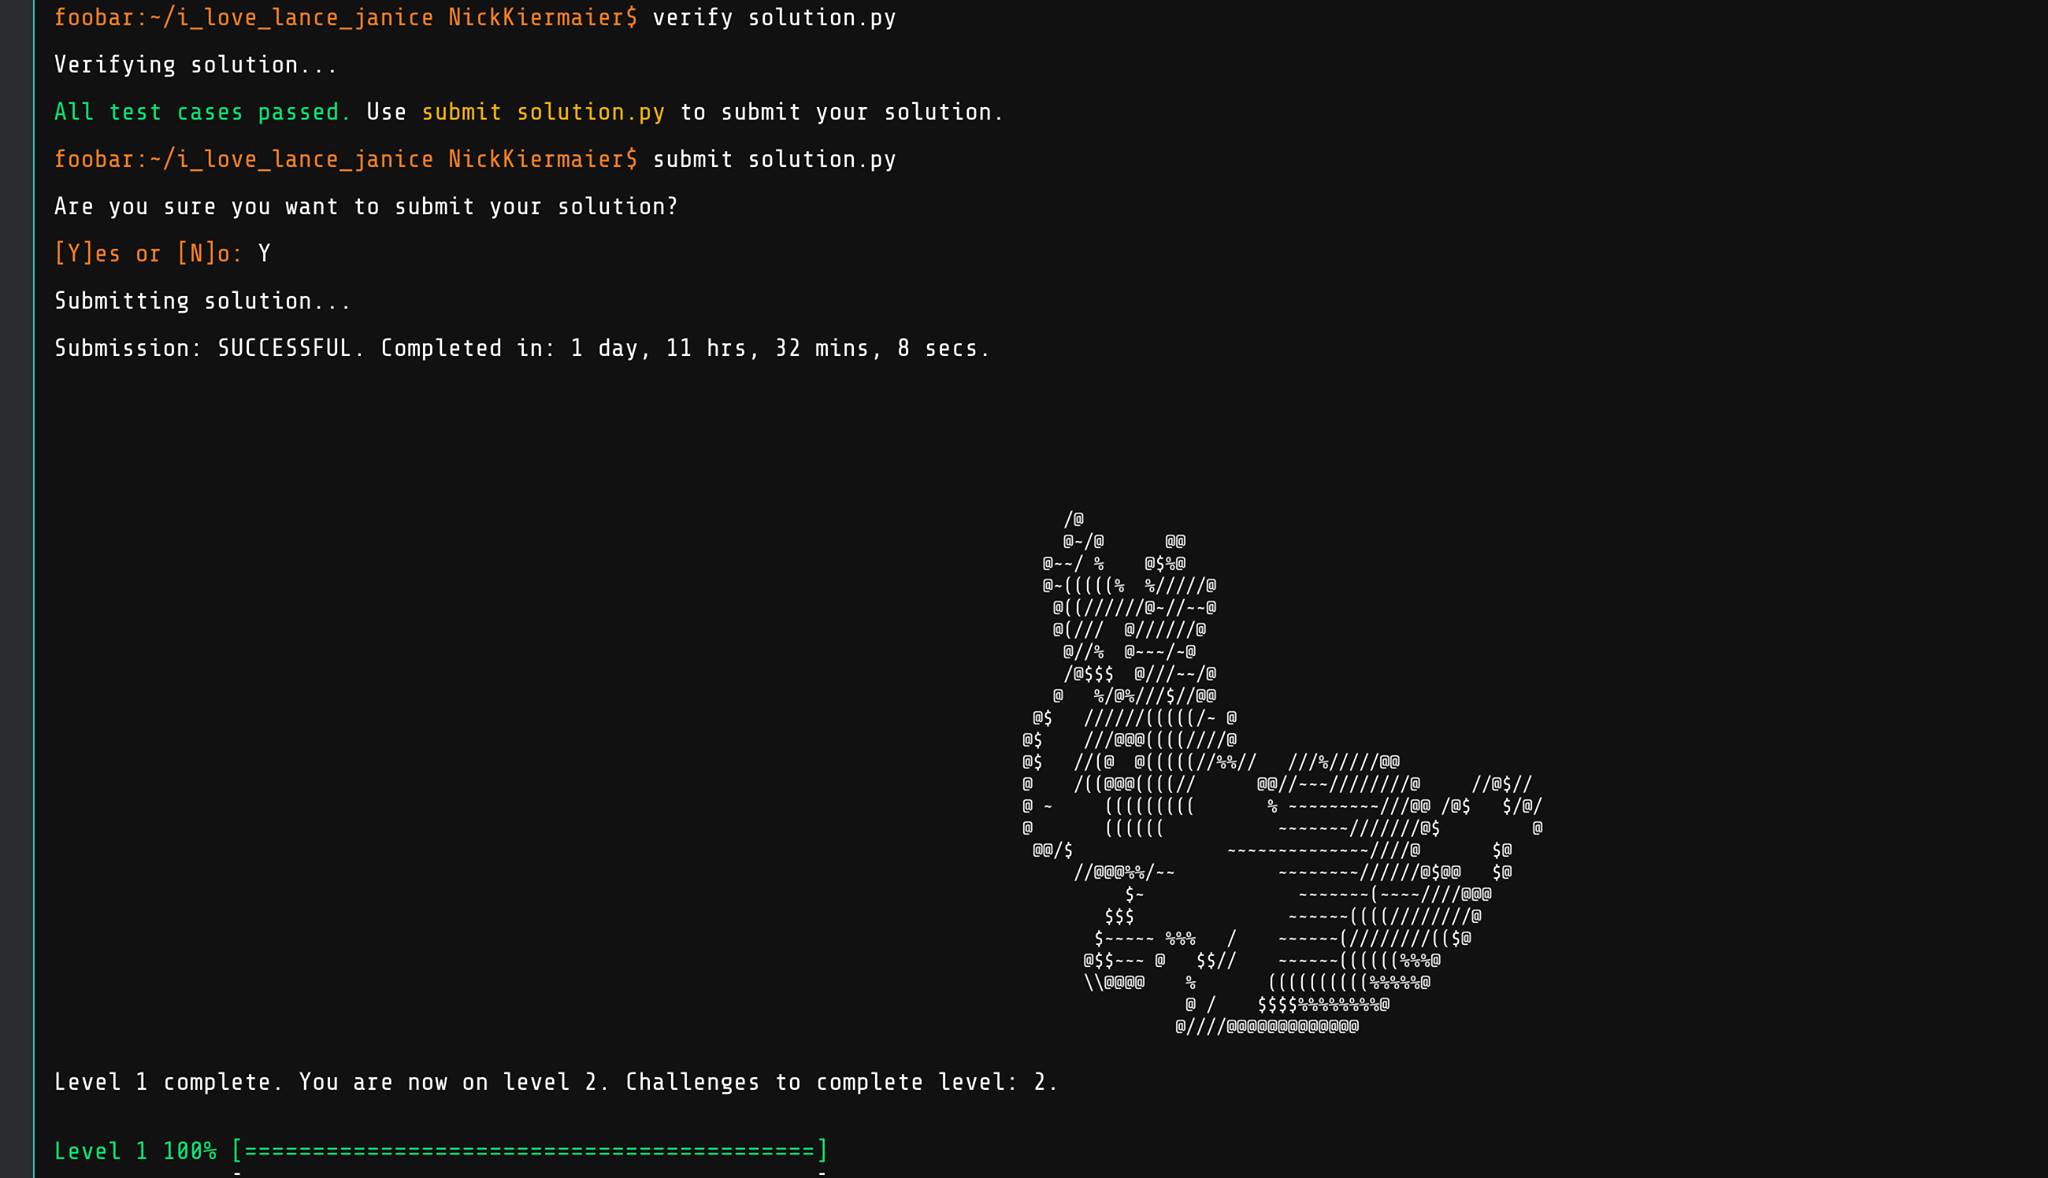 foobar:~/i_love_lance_janice NickKiermaier$ verify solution.py
Verifying solution...
All test cases passed. Use submit solution.py to submit your solution.
foobar:~/i_love_lance_janice NickKiermaier$ submit solution.py
Are you sure you want to submit your solution?
[Y]es or [N]o: Y
Submitting solution...
Submission: SUCCESSFUL. Completed in: 1 day, 11 hrs, 32 mins, 8 secs.
Level 1 complete. You are now on level 2. Challenges to complete level: 2.
Level 1 100% [==========================================]